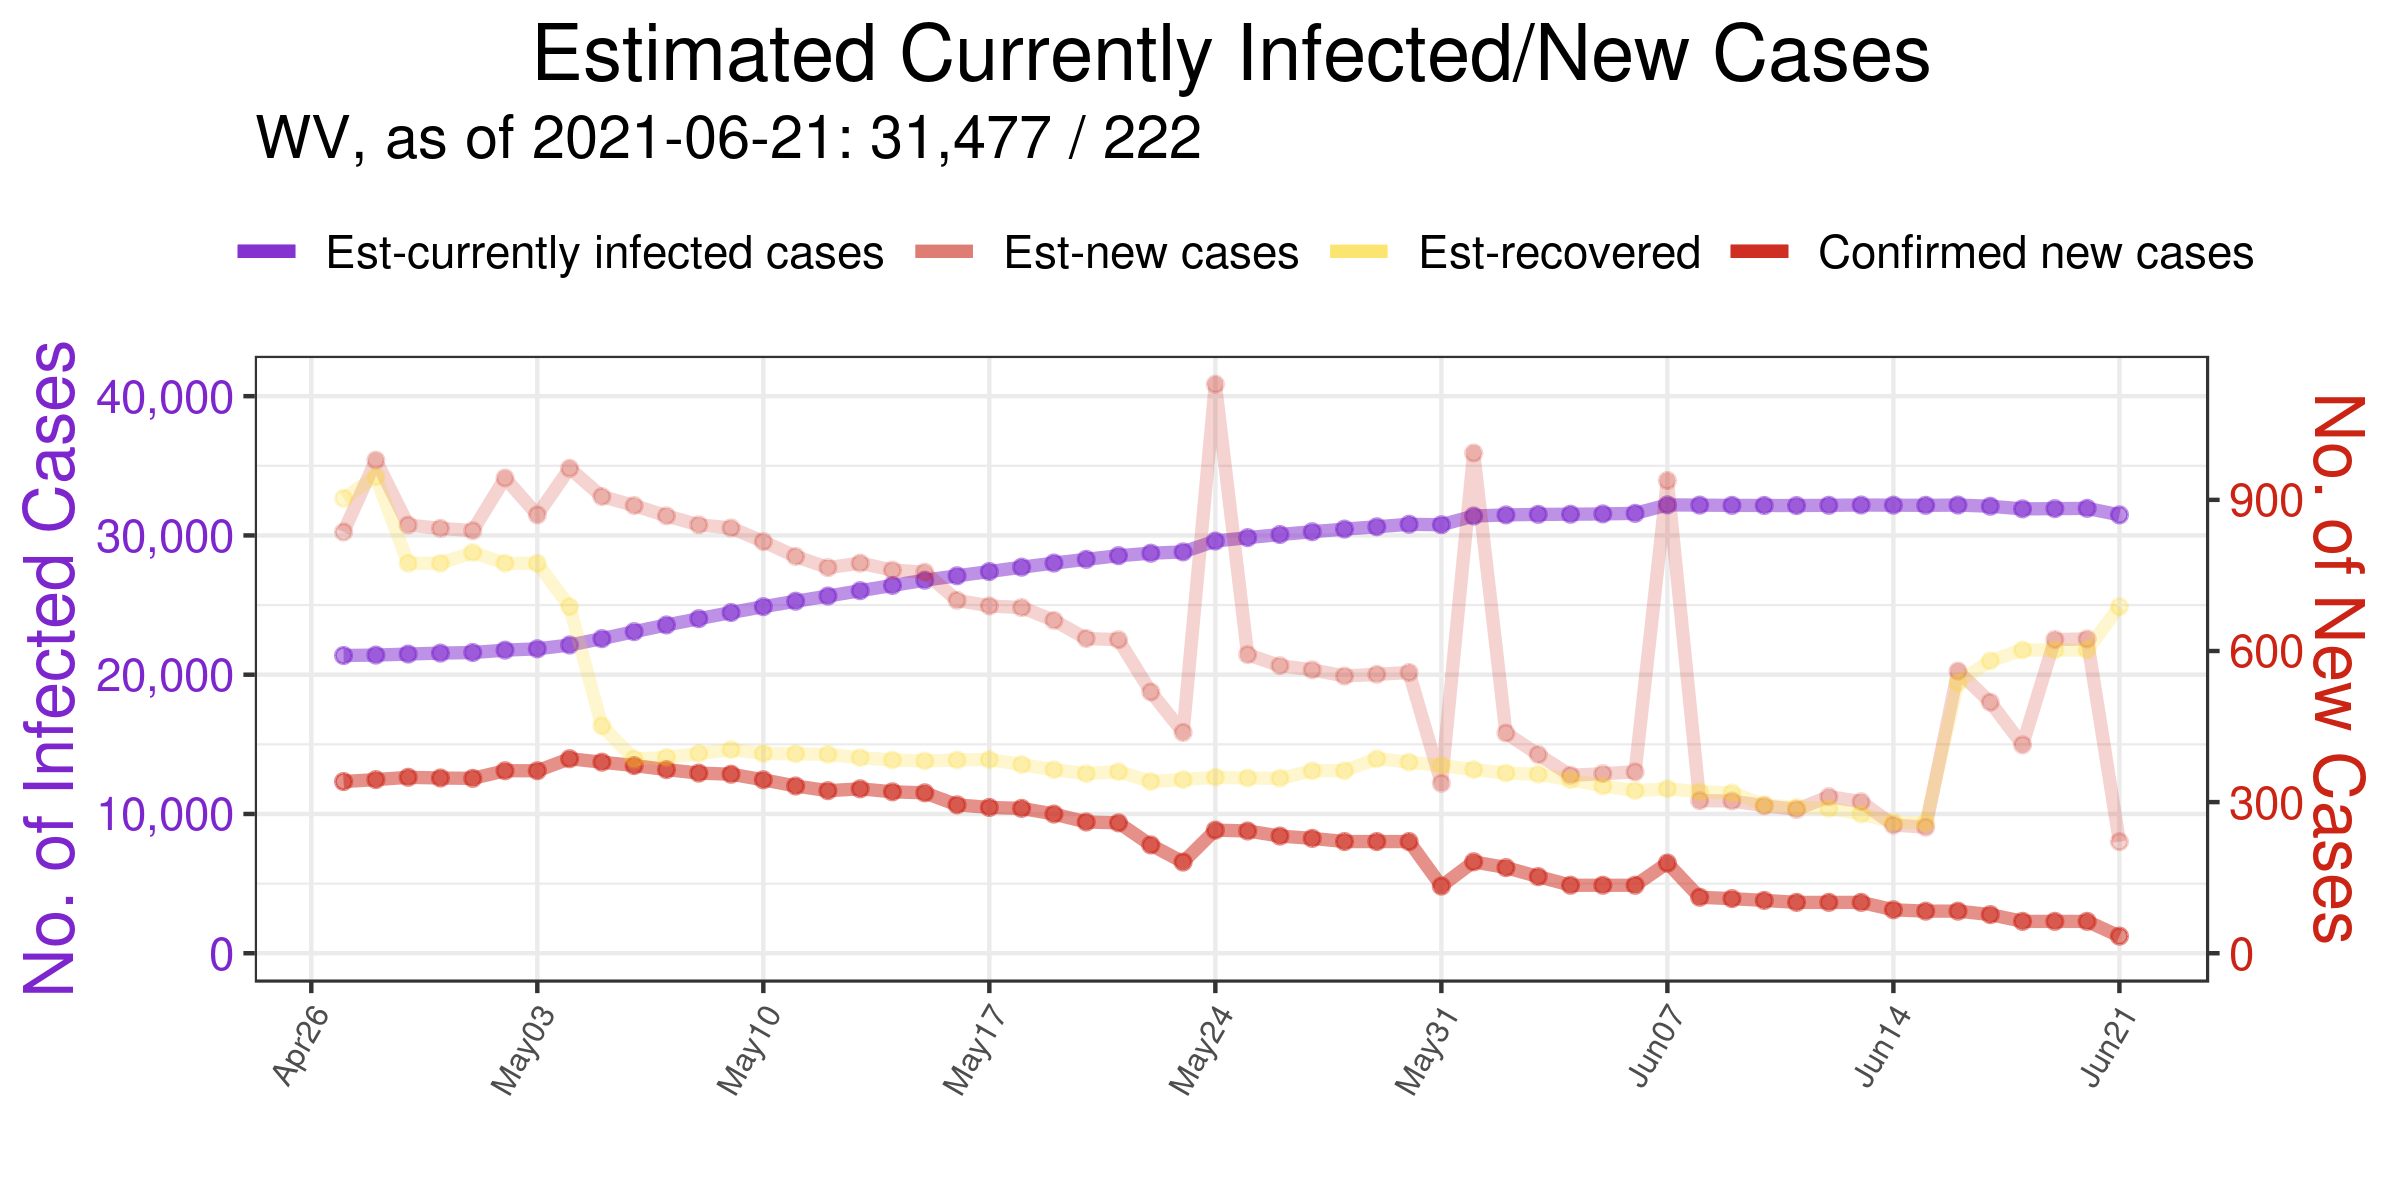 Estimated Currently Infected/New Cases
WV, as of 2021-06-21: 31,477 / 222
Est-currently infected cases Est-new cases Est-recovered Confirmed new cases
No. of Infected Cases
40,000
30,000
20,000
10,000
0
No. of New Cases
900
600
300
0
Apr26 May03 May10 May17 May24 May31 Jun07 Jun14 Jun21